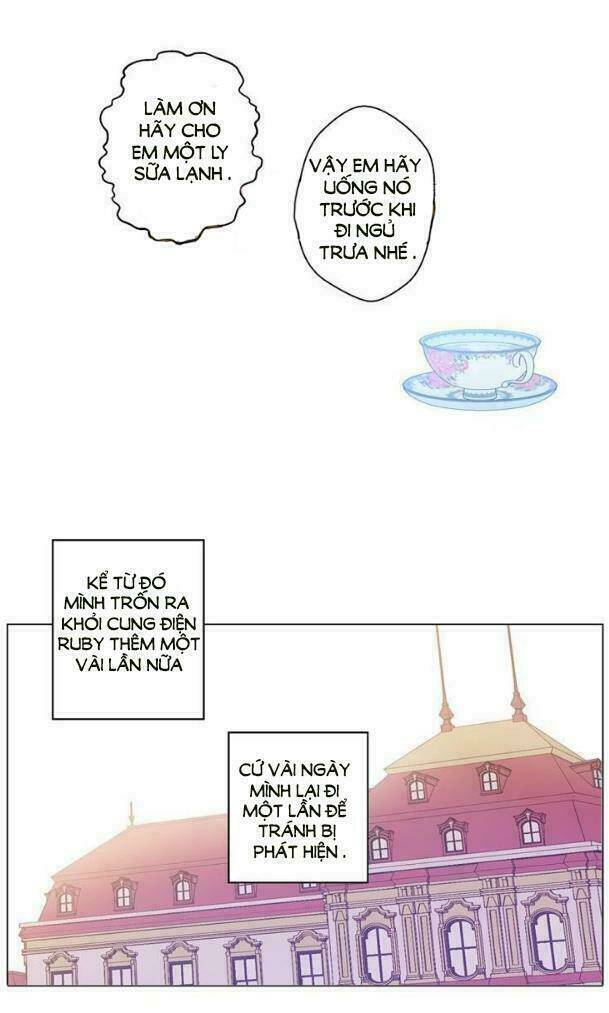 LÀM ƠN
HÃY CHO
EM MỘT LY
SỮA LẠNH .
VẬY EM HÃY
UỐNG NÓ
TRƯỚC KHI
ĐI NGỦ
TRƯA NHÉ .
KỂ TỪ ĐÓ
MÌNH TRỐN RA
KHỎI CUNG ĐIỆN
RUBY THÊM MỘT
VÀI LẦN NỮA
CỨ VÀI NGÀY
MÌNH LẠI ĐI
MỘT LẦN ĐỂ
TRÁNH BỊ
PHÁT HIỆN .